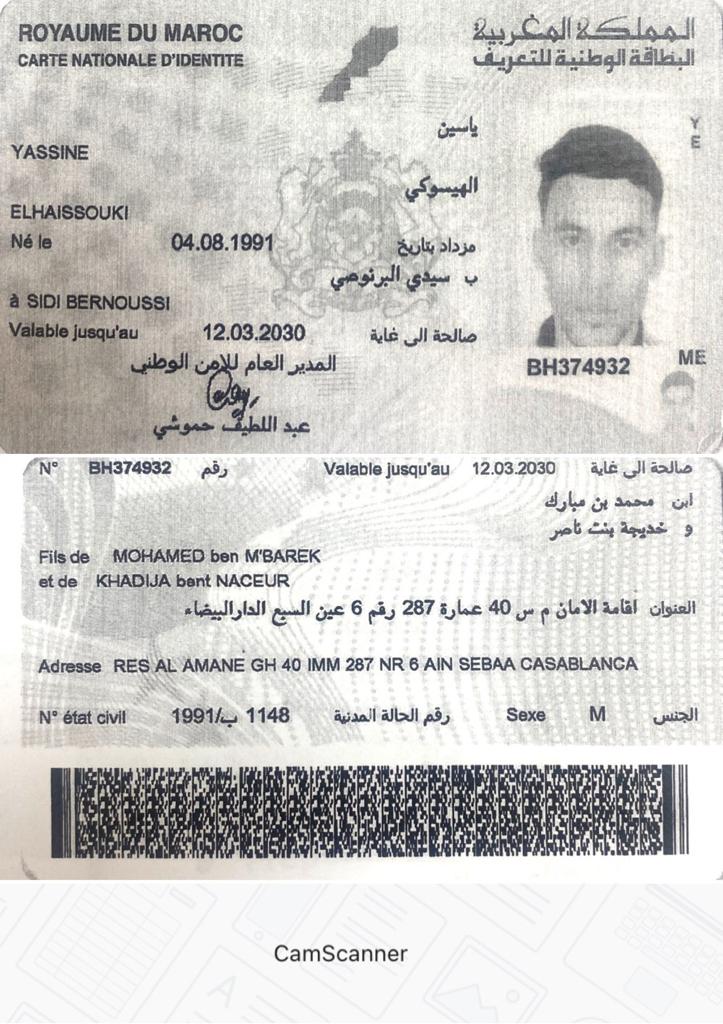 ROYAUME DU MAROC
CARTE NATIONALE D'IDENTITE
المملكة المغربية
البطاقة الوطنية للتعريف
ياسين
YASSINE
الهيسوكي
ELHAISSOUKI
Né le 04.08.1991 مزداد بتاريخ
ب سيدي البرنوصي
à SIDI BERNOUSSI
Valable jusqu'au 12.03.2030 صالحة الى غاية
المدير العام للامن الوطني
عبد اللطيف حموشي
Y
E
BH374932
ME
N° BH374932 رقم Valable jusqu'au 12.03.2030 صالحة الى غاية
ابن محمد بن مبارك
و خديجة بنت ناصر
Fils de MOHAMED ben M'BAREK
et de KHADIJA bent NACEUR
العنوان اقامة الامان م س 40 عمارة 287 رقم 6 عين السبع الدارالبيضاء
Adresse RES AL AMANE GH 40 IMM 287 NR 6 AIN SEBAA CASABLANCA
N° état civil 1148 ب/1991 رقم الحالة المدنية Sexe M الجنس
CamScanner